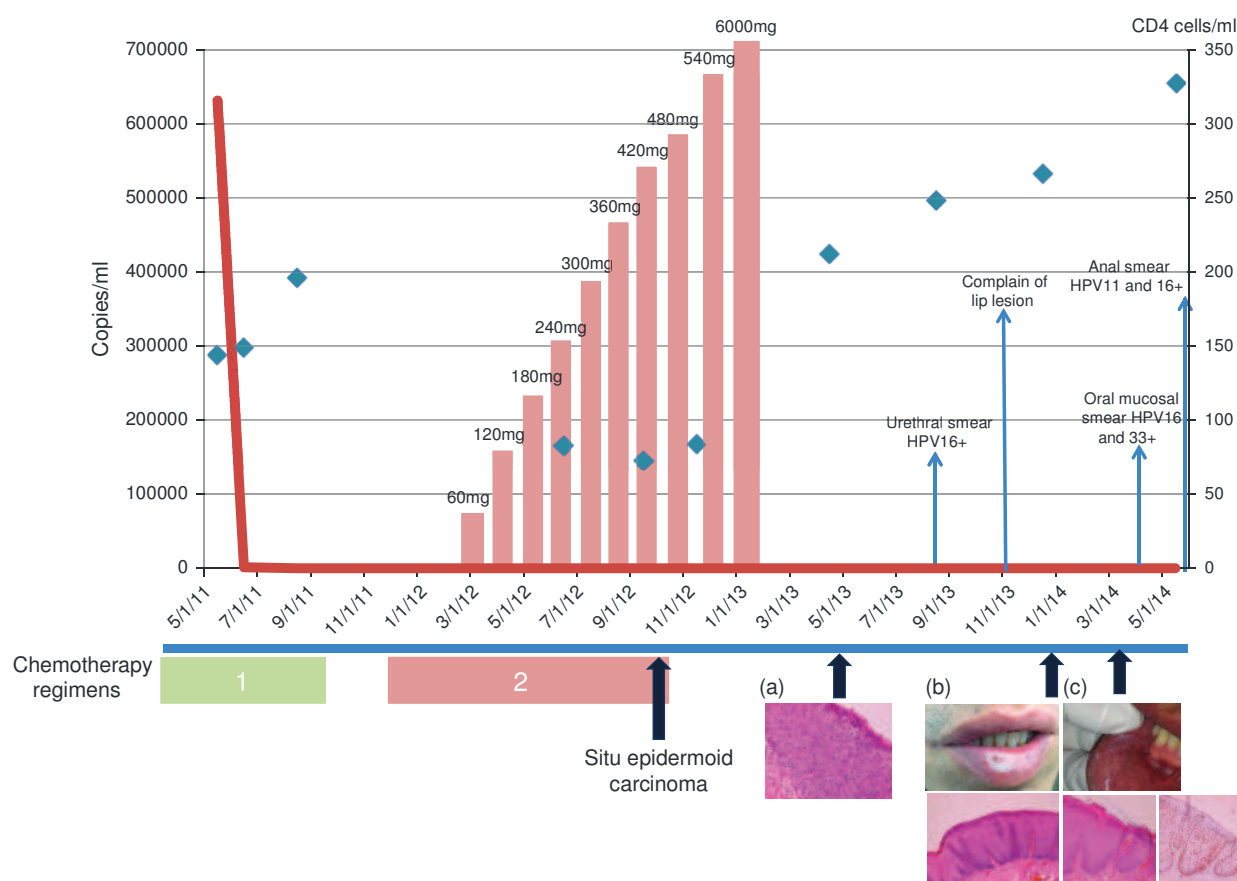 CD4 cells/ml
6000mg
540mg
480mg
420mg
360mg
300mg
240mg
180mg
120mg
60mg
700000
600000
500000
400000
300000
200000
100000
0
Copies/ml
350
300
250
200
150
100
50
0
Complain of
lip lesion
Anal smear
HPV11 and 16+
Urethral smear
HPV16+
Oral mucosal
smear HPV16
and 33+
5/1/11
7/1/11
9/1/11
11/1/11
1/1/12
3/1/12
5/1/12
7/1/12
9/1/12
11/1/12
1/1/13
3/1/13
5/1/13
7/1/13
9/1/13
11/1/13
1/1/14
3/1/14
5/1/14
Chemotherapy
regimens
1
2
Situ epidermoid
carcinoma
(a)
(b)
(c)